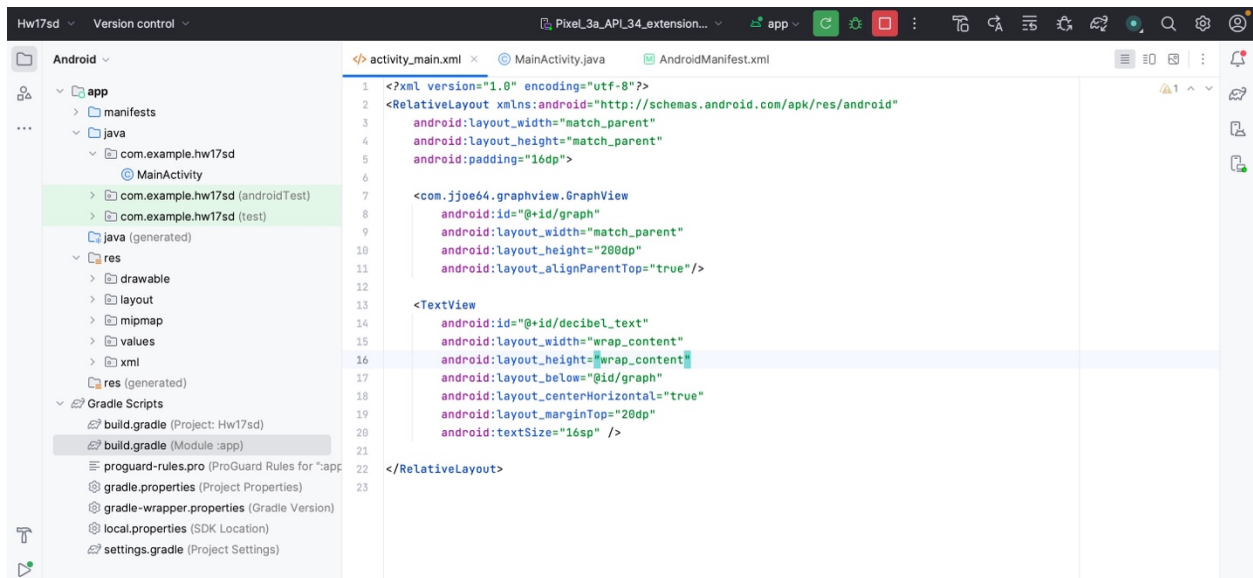 Hw17sd Version control Pixel_3a_API_34_extension... app
Android
app
manifests
java
com.example.hw17sd
MainActivity
com.example.hw17sd (androidTest)
com.example.hw17sd (test)
java (generated)
res
drawable
layout
mipmap
values
xml
res (generated)
Gradle Scripts
build.gradle (Project: Hw17sd)
build.gradle (Module :app)
proguard-rules.pro (ProGuard Rules for ":app
gradle.properties (Project Properties)
gradle-wrapper.properties (Gradle Version)
local.properties (SDK Location)
settings.gradle (Project Settings)
activity_main.xml MainActivity.java AndroidManifest.xml
1 <?xml version="1.0" encoding="utf-8"?>
2 <RelativeLayout xmlns:android="http://schemas.android.com/apk/res/android"
3 android:layout_width="match_parent"
4 android:layout_height="match_parent"
5 android:padding="16dp">
6
7 <com.jjoe64.graphview.GraphView
8 android:id="@+id/graph"
9 android:layout_width="match_parent"
10 android:layout_height="200dp"
11 android:layout_alignParentTop="true"/>
12
13 <TextView
14 android:id="@+id/decibel_text"
15 android:layout_width="wrap_content"
16 android:layout_height="wrap_content"
17 android:layout_below="@id/graph"
18 android:layout_centerHorizontal="true"
19 android:layout_marginTop="20dp"
20 android:textSize="16sp" />
21
22 </RelativeLayout>
23
1